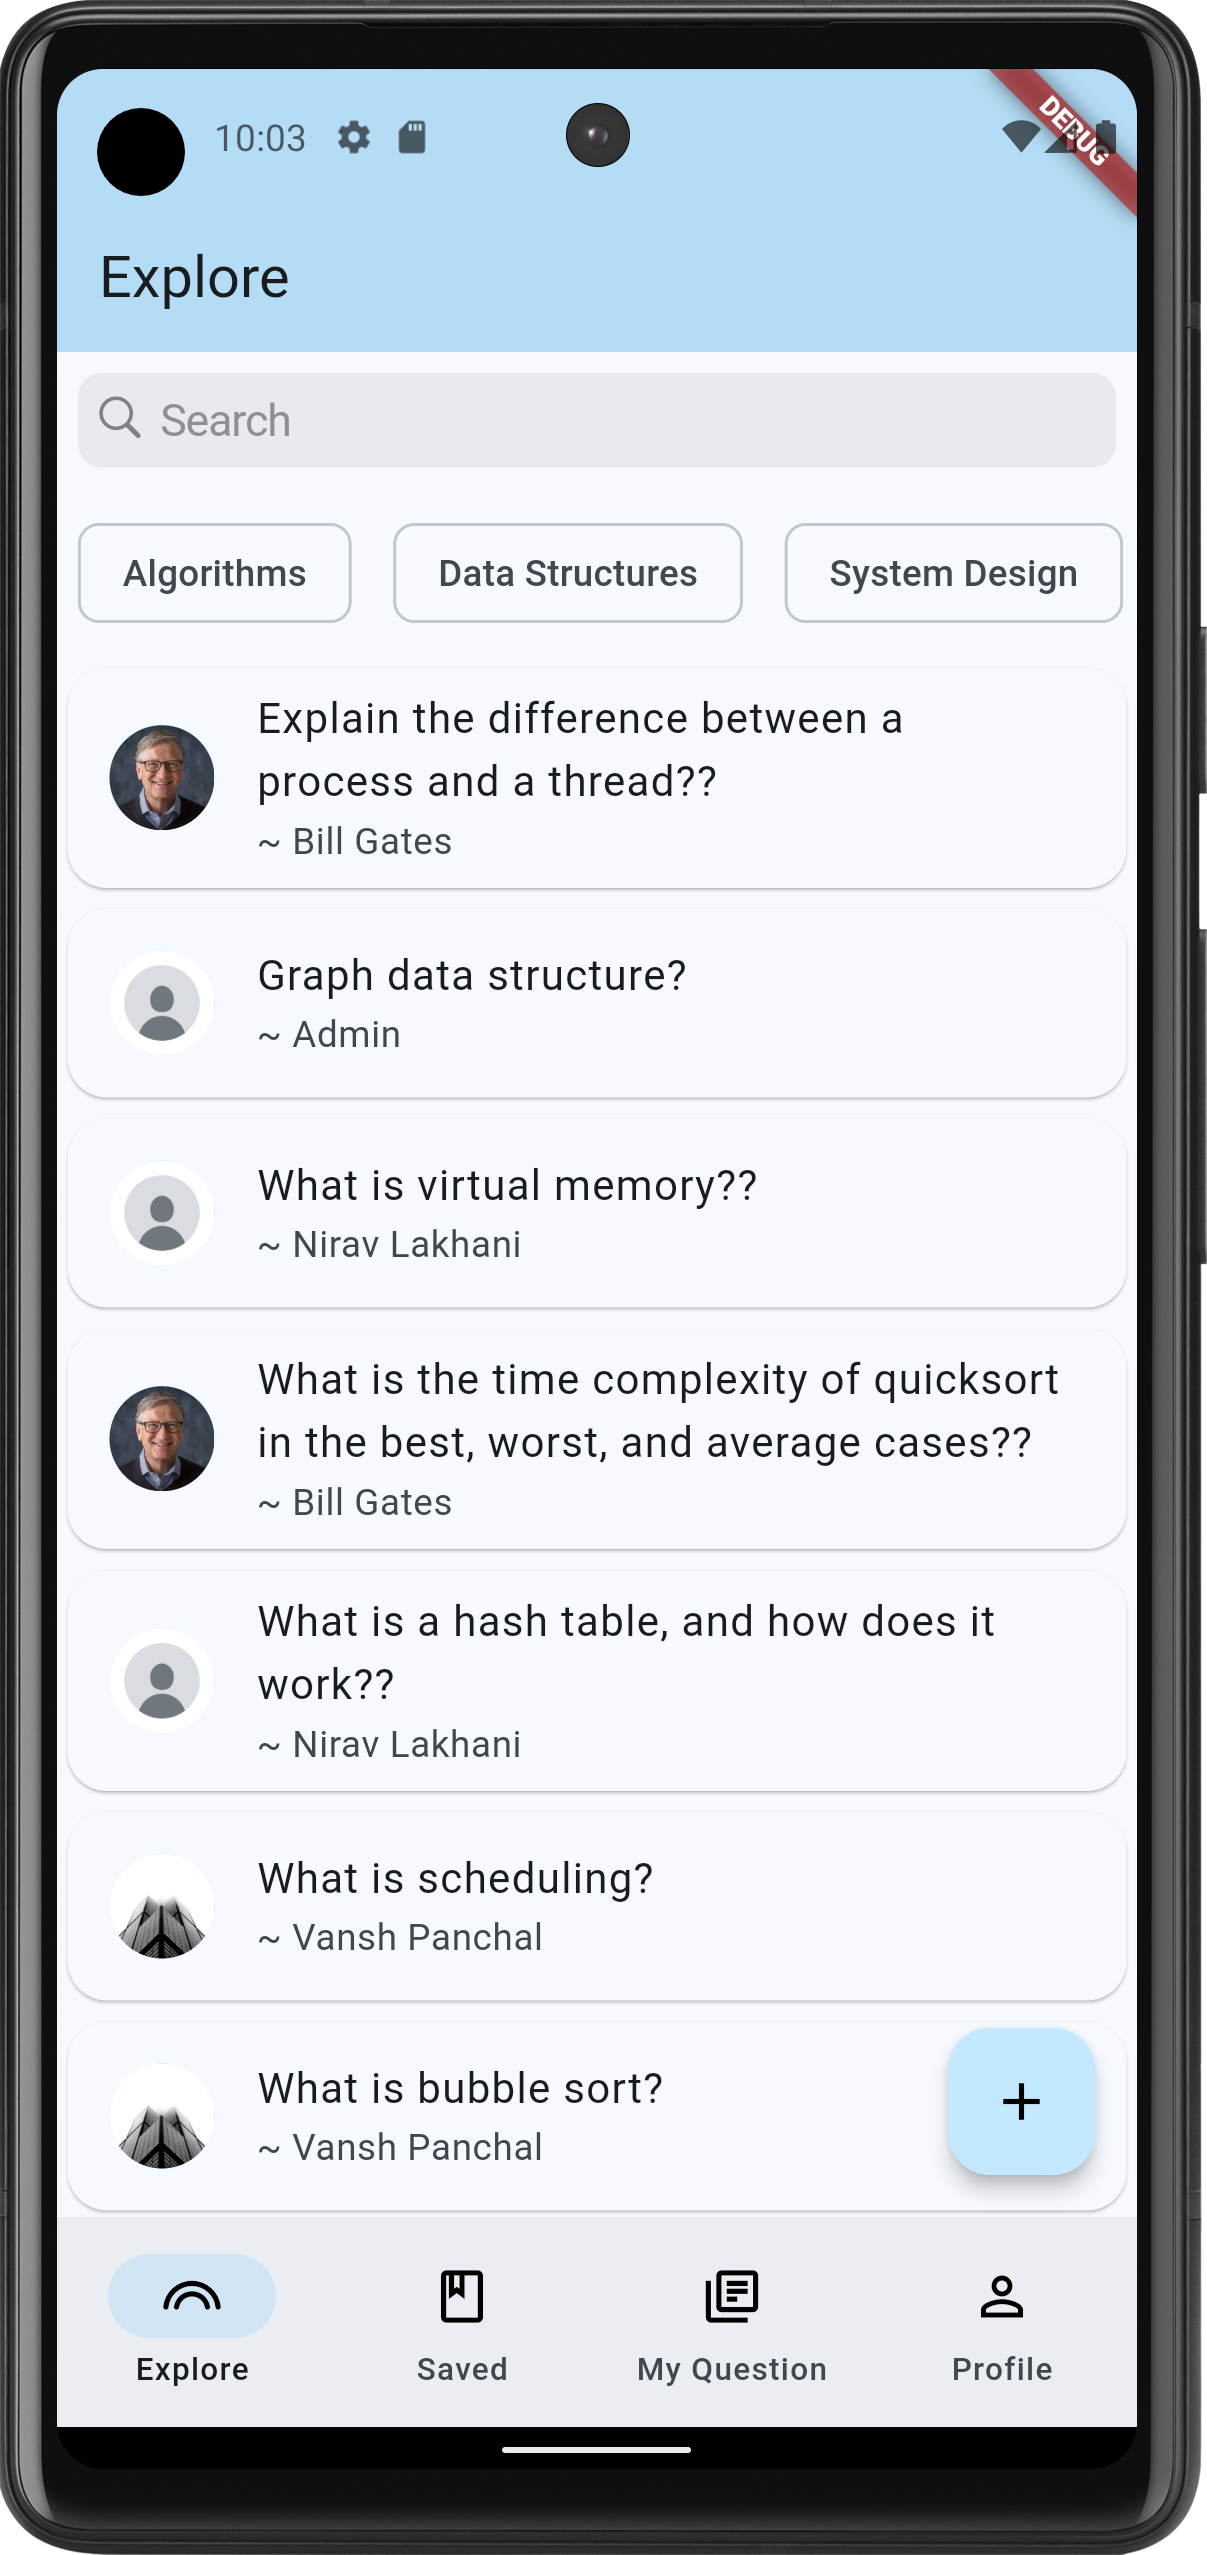 10:03
DEBUG
Explore
Search
Algorithms
Data Structures
System Design
Explain the difference between a
process and a thread??
~ Bill Gates
Graph data structure?
~ Admin
What is virtual memory??
~ Nirav Lakhani
What is the time complexity of quicksort
in the best, worst, and average cases??
~ Bill Gates
What is a hash table, and how does it
work??
~ Nirav Lakhani
What is scheduling?
~ Vansh Panchal
What is bubble sort?
~ Vansh Panchal
Explore
Saved
My Question
Profile